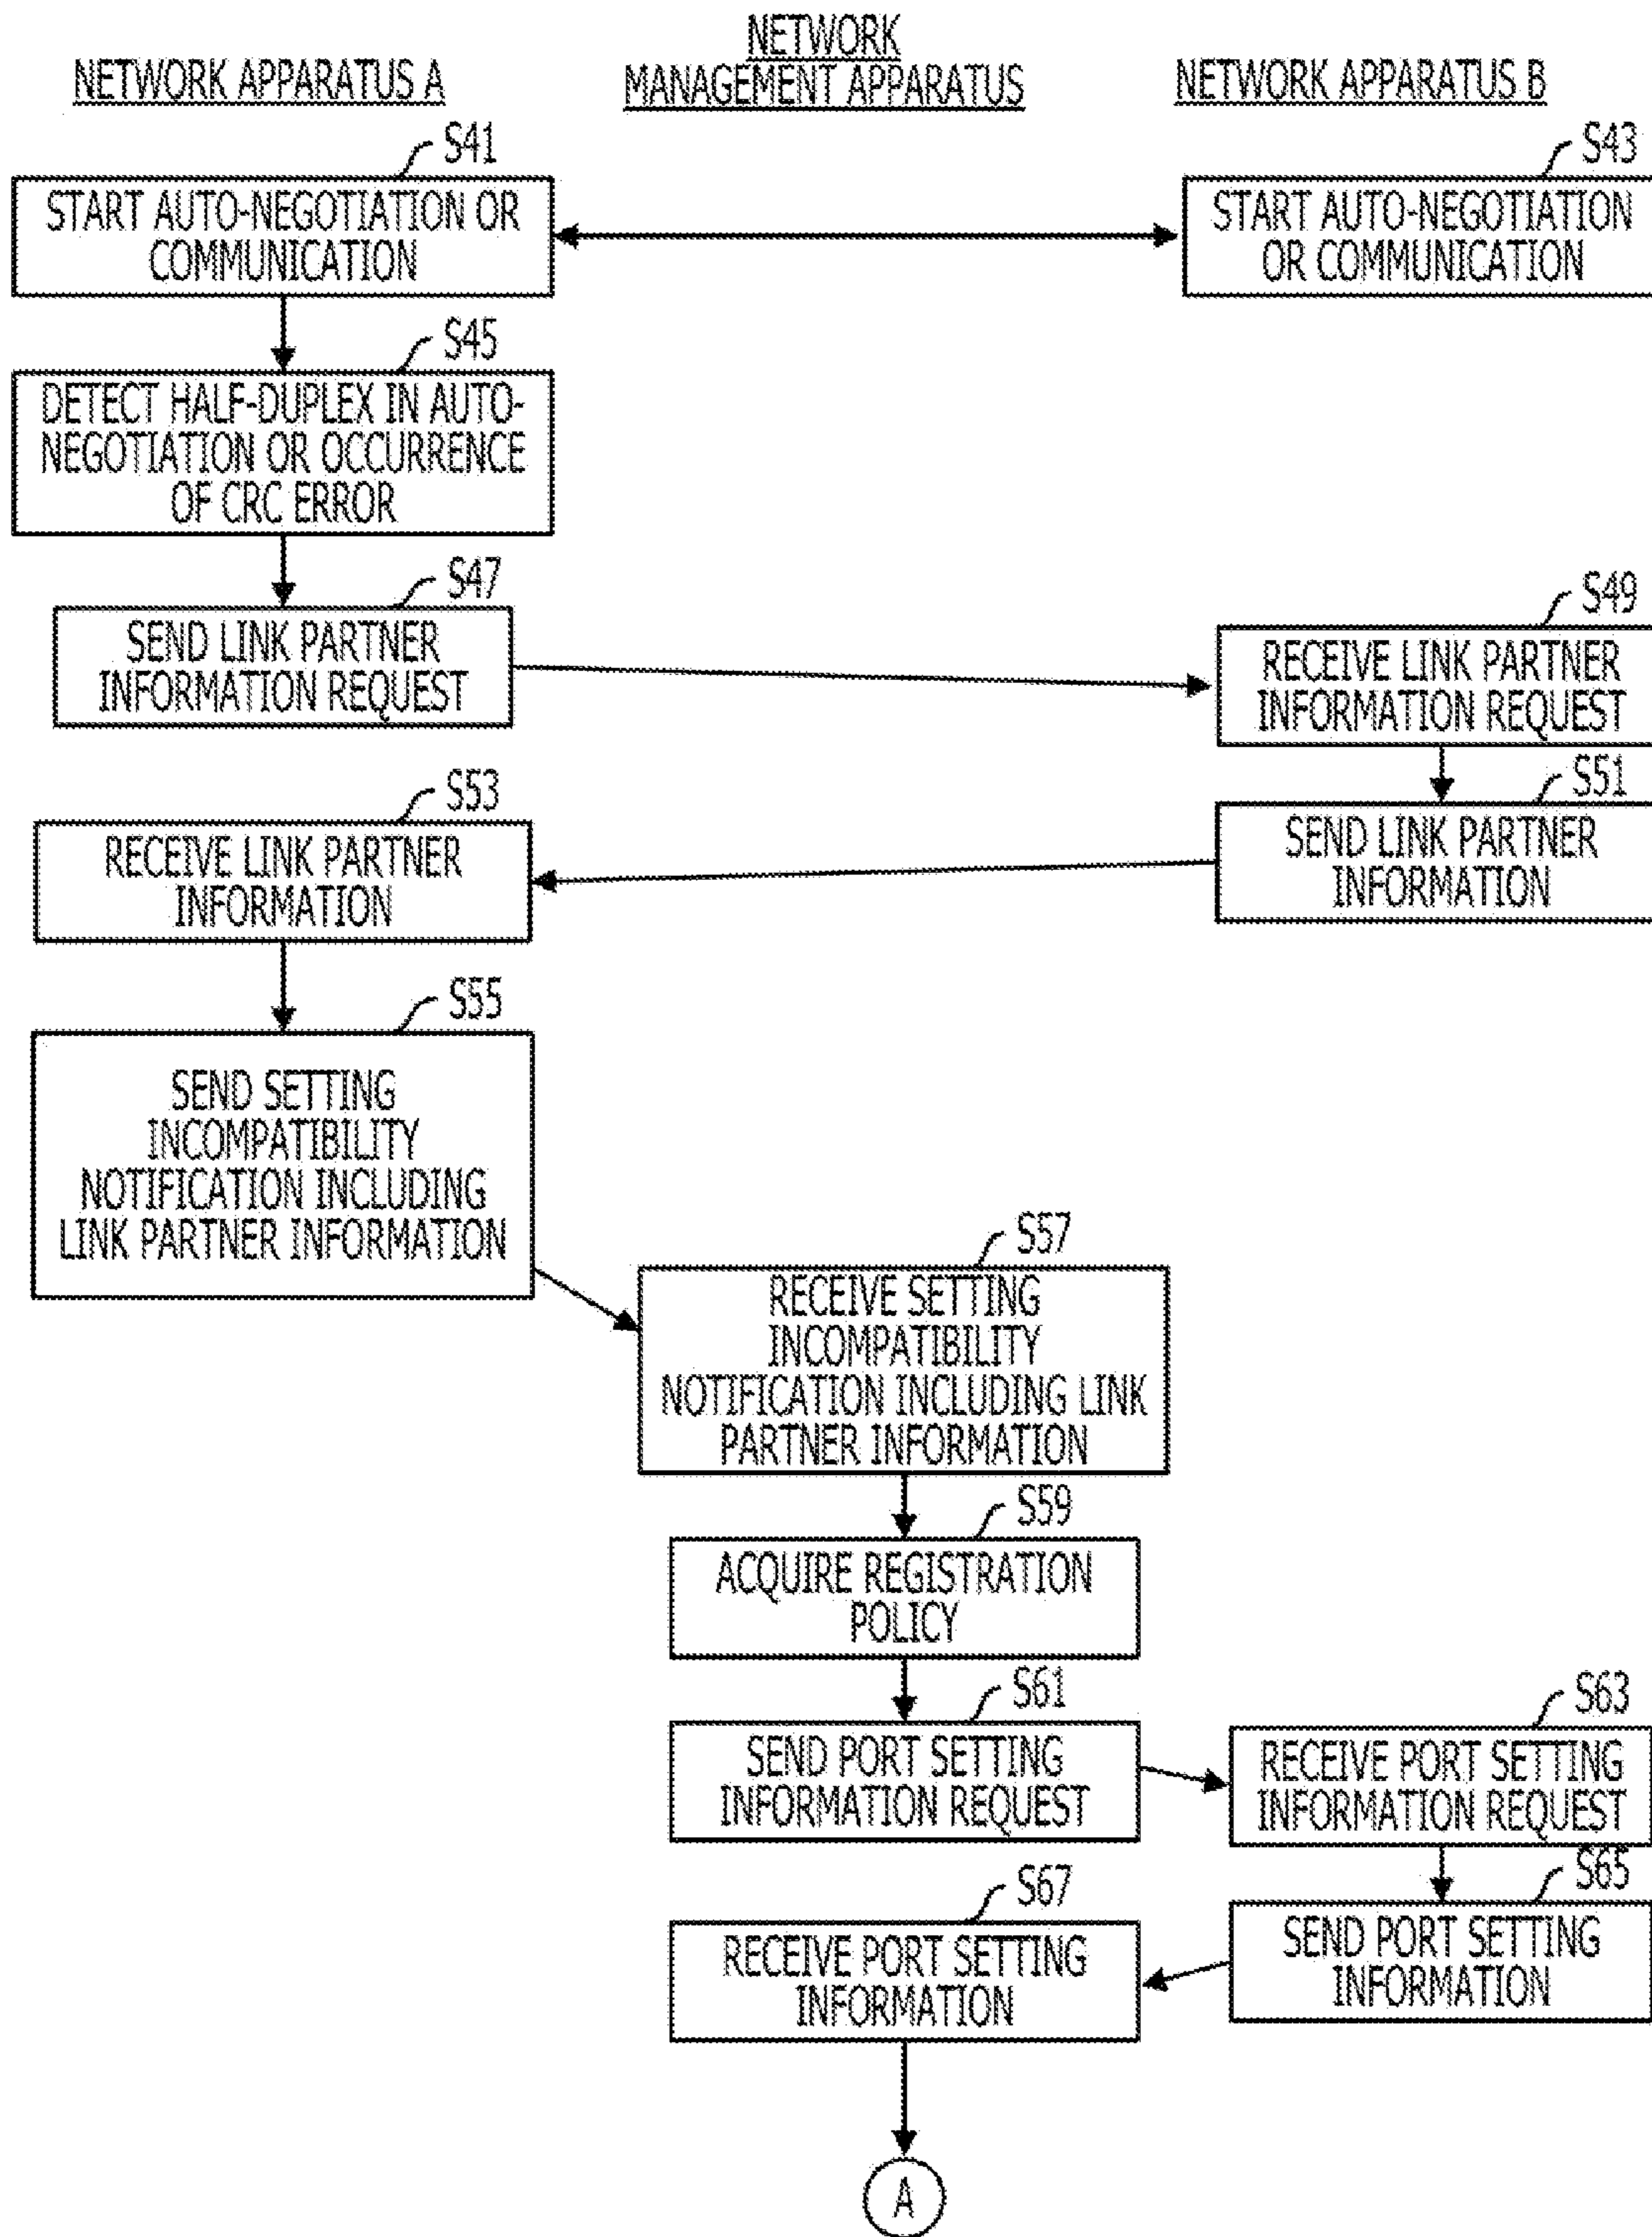 NETWORK APPARATUS A
NETWORK
MANAGEMENT APPARATUS
NETWORK APPARATUS B
S41
START AUTO-NEGOTIATION OR
COMMUNICATION
S43
START AUTO-NEGOTIATION
OR COMMUNICATION
S45
DETECT HALF-DUPLEX IN AUTO-
NEGOTIATION OR OCCURRENCE
OF CRC ERROR
S47
SEND LINK PARTNER
INFORMATION REQUEST
S49
RECEIVE LINK PARTNER
INFORMATION REQUEST
S51
SEND LINK PARTNER
INFORMATION
S53
RECEIVE LINK PARTNER
INFORMATION
S55
SEND SETTING
INCOMPATIBILITY
NOTIFICATION INCLUDING
LINK PARTNER INFORMATION
S57
RECEIVE SETTING
INCOMPATIBILITY
NOTIFICATION INCLUDING LINK
PARTNER INFORMATION
S59
ACQUIRE REGISTRATION
POLICY
S61
SEND PORT SETTING
INFORMATION REQUEST
S63
RECEIVE PORT SETTING
INFORMATION REQUEST
S65
SEND PORT SETTING
INFORMATION
S67
RECEIVE PORT SETTING
INFORMATION
A